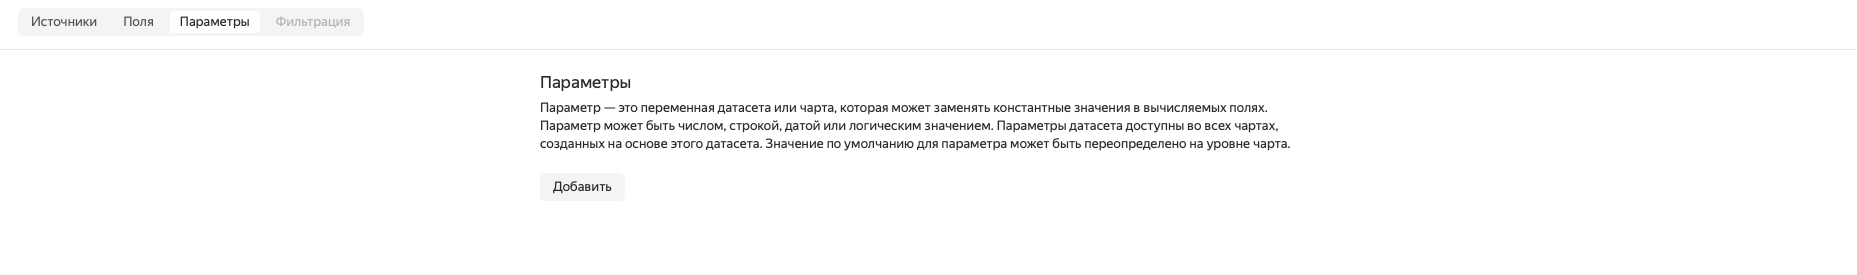 Источники Поля Параметры Фильтрация
Параметры
Параметр — это переменная датасета или чарта, которая может заменять константные значения в вычисляемых полях.
Параметр может быть числом, строкой, датой или логическим значением. Параметры датасета доступны во всех чартах,
созданных на основе этого датасета. Значение по умолчанию для параметра может быть переопределено на уровне чарта.
Добавить